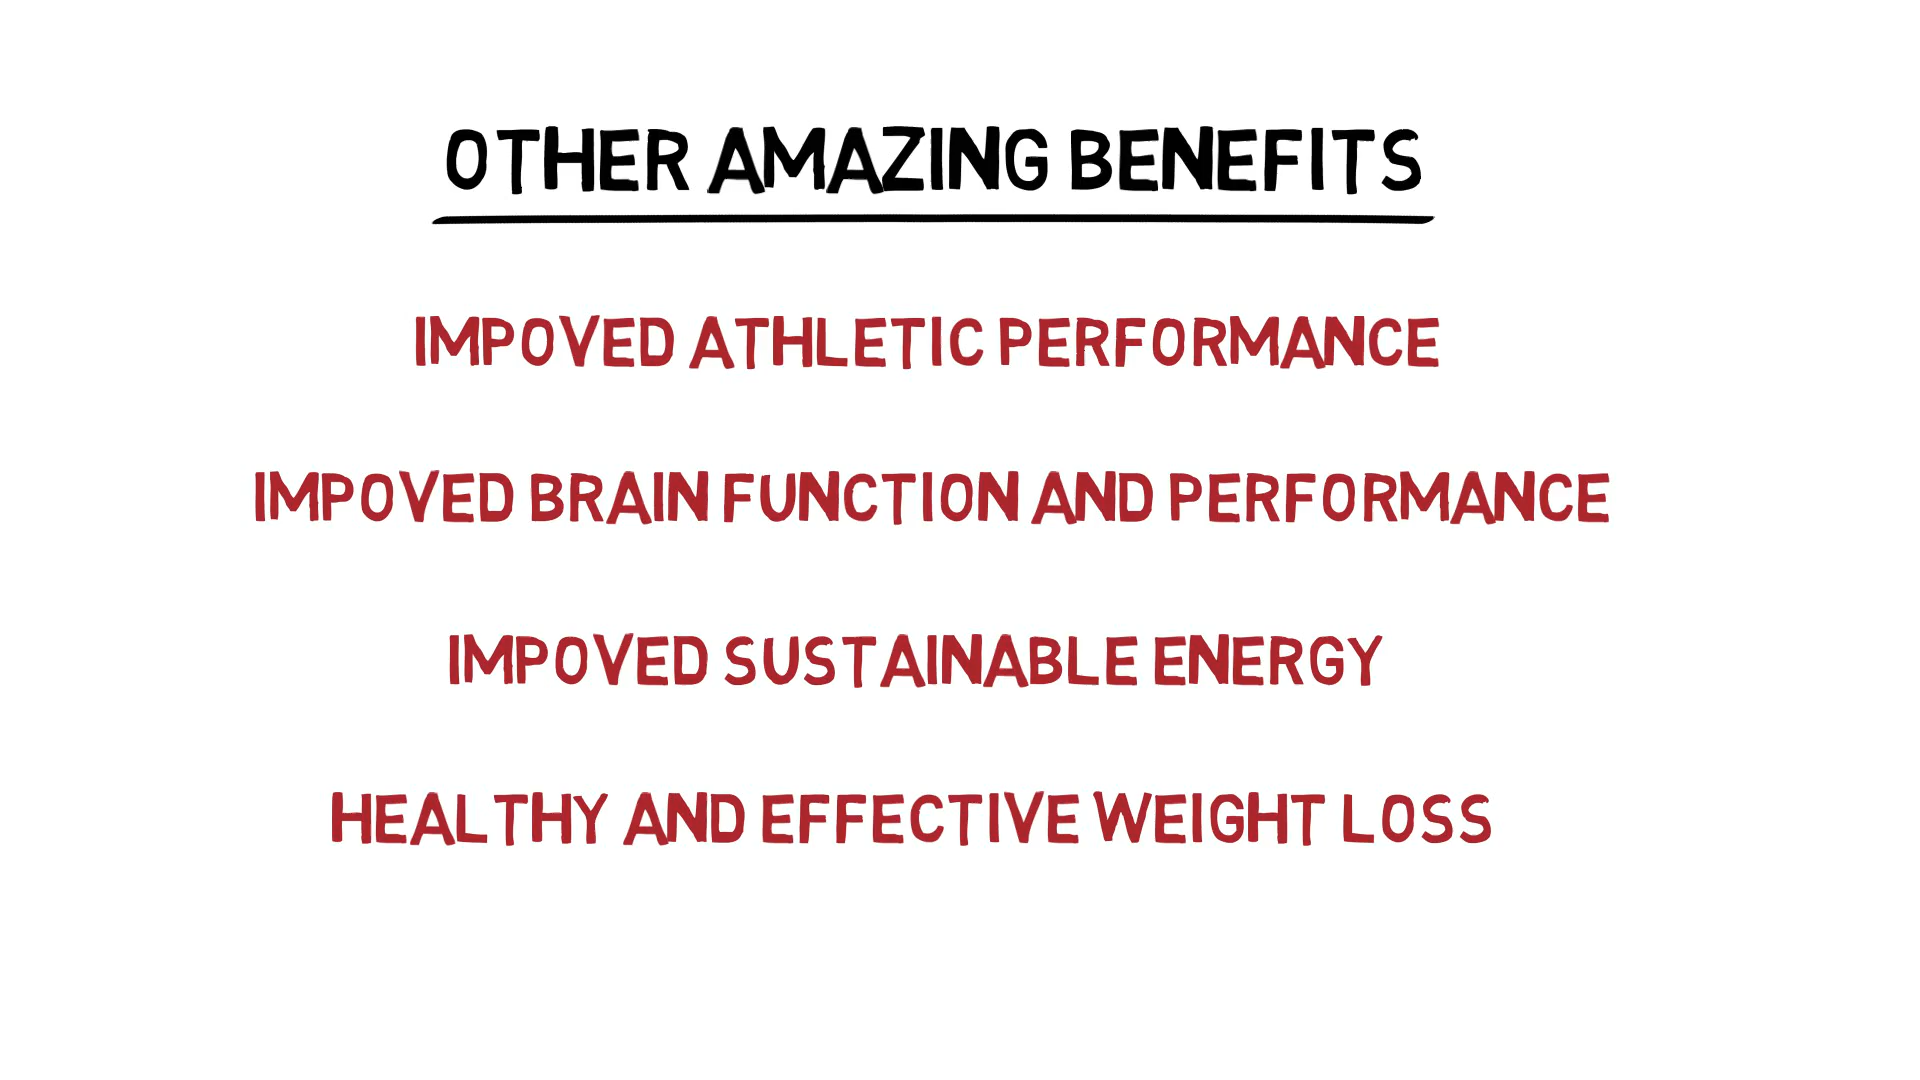 OTHER AMAZING BENEFITS
IMPOVED ATHLETIC PERFORMANCE
IMPOVED BRAIN FUNCTION AND PERFORMANCE
IMPOVED SUSTAINABLE ENERGY
HEALTHY AND EFFECTIVE WEIGHT LOSS